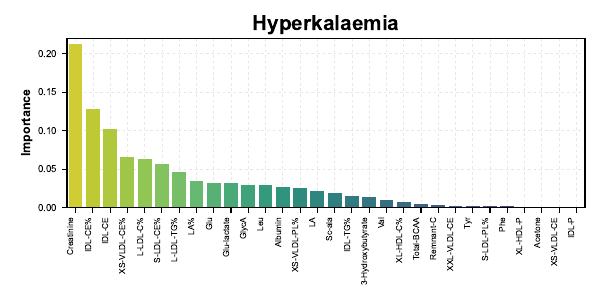 Hyperkalaemia
Importance
0.20
0.15
0.10
0.05
0.00
Creatinine
IDL-CE%
IDL-CE
XS-VLDL-CE%
L-LDL-C%
S-LDL-CE%
L-LDL-TG%
LA%
Glu
Glu-lactate
GlycA
Leu
Albumin
XS-VLDL-PL%
LA
Sc-ala
IDL-TG%
3-Hydroxybutyrate
Val
XL-HDL-C%
Total-BCAA
Remnant-C
XXL-VLDL-CE
Tyr
S-LDL-PL%
Phe
XL-HDL-P
Acetone
XS-VLDL-CE
IDL-P